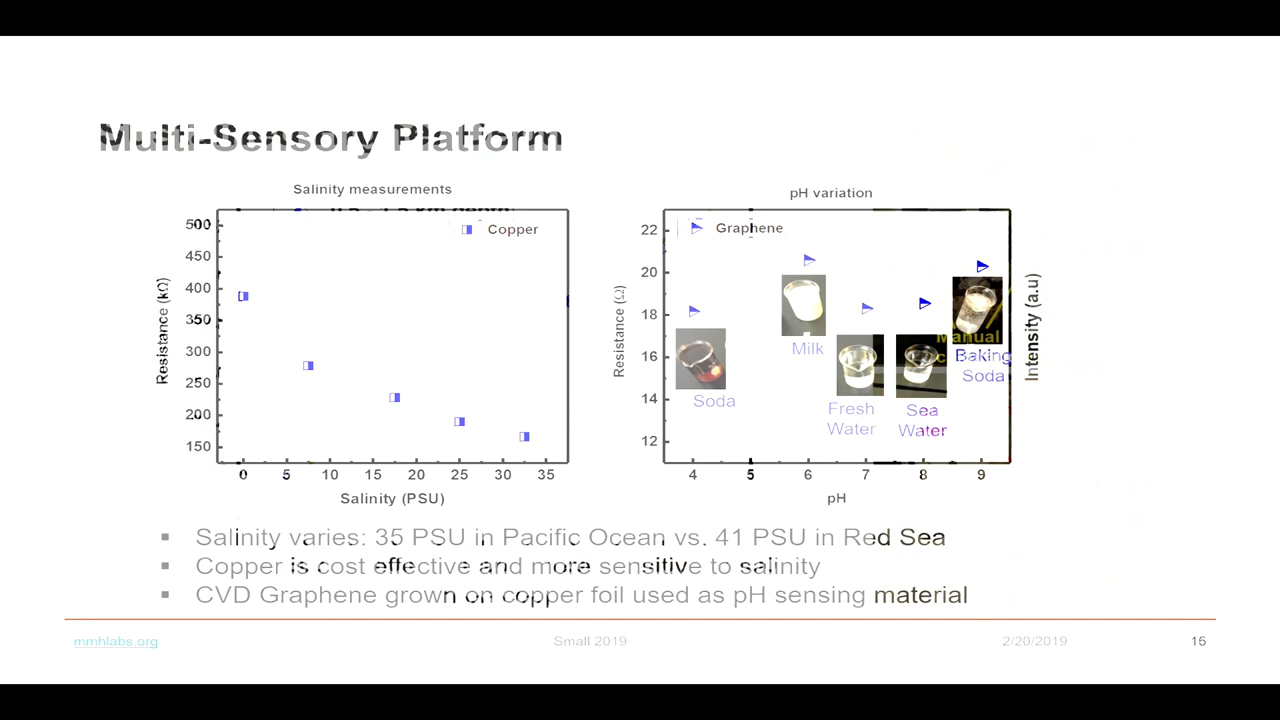 Multi-Sensory Platform
Salinity measurements
pH variation
Copper
Graphene
500
450
400
350
300
250
200
150
Resistance (kΩ)
0 5 10 15 20 25 30 35
Salinity (PSU)
22
20
18
16
14
12
Resistance (Ω)
Intensity (a.u)
Manual
Milk
Baking
Soda
Soda
Fresh
Water
Sea
Water
4 5 6 7 8 9
pH
▪ Salinity varies: 35 PSU in Pacific Ocean vs. 41 PSU in Red Sea
▪ Copper is cost effective and more sensitive to salinity
▪ CVD Graphene grown on copper foil used as pH sensing material
mmhlabs.org
Small 2019
2/20/2019